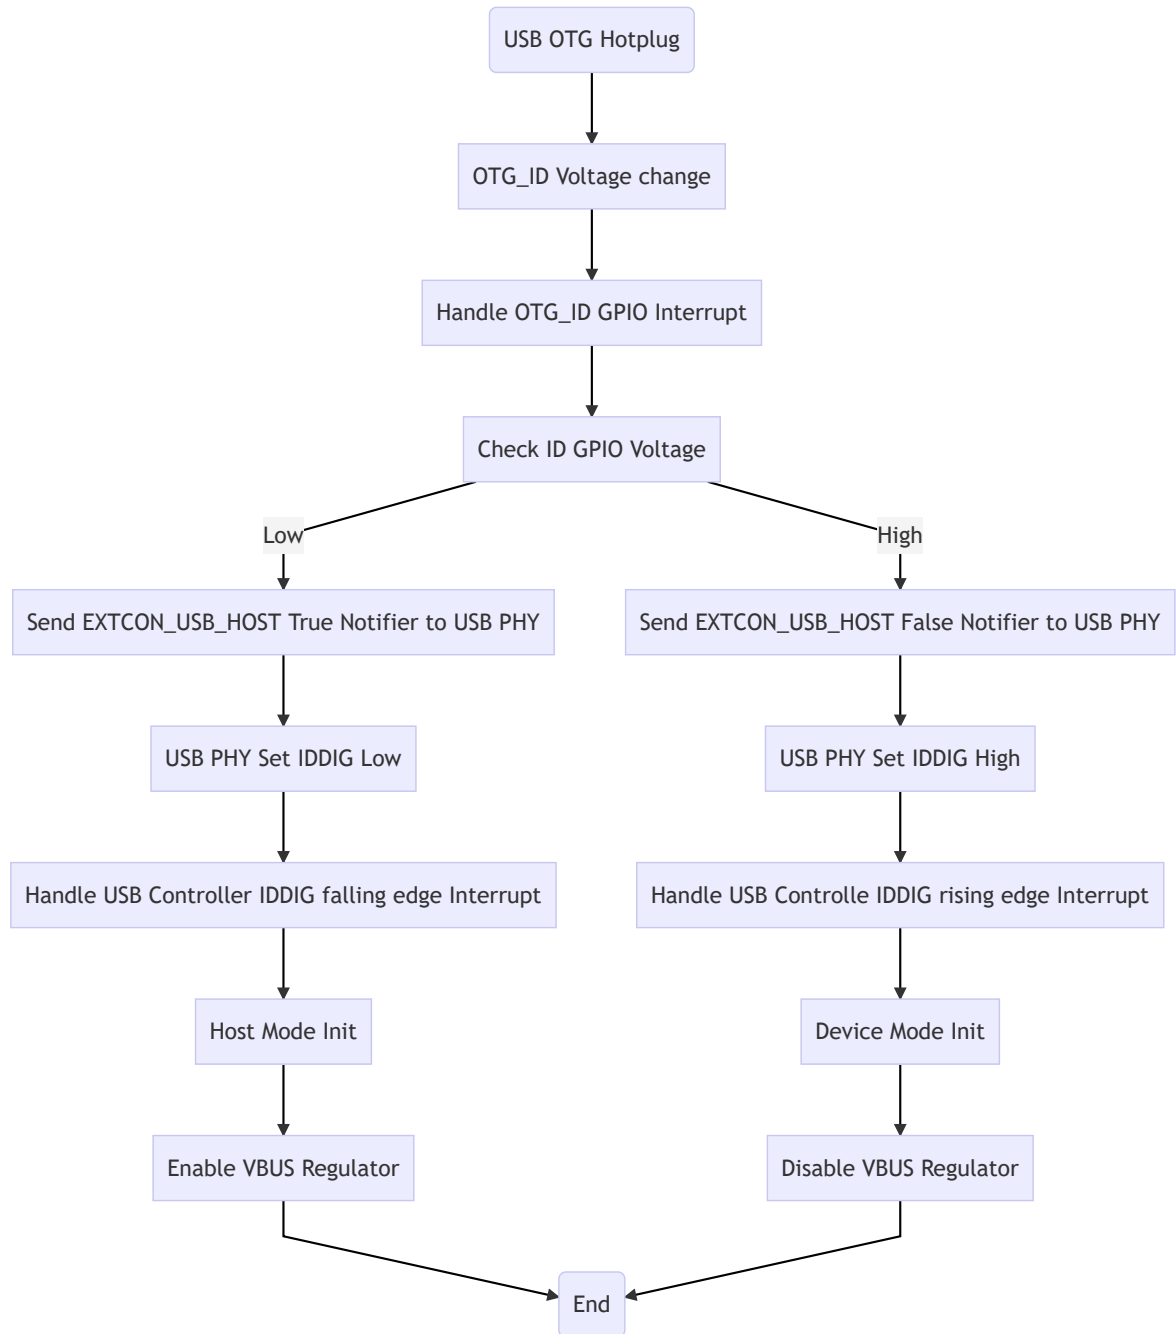 USB OTG Hotplug
OTG_ID Voltage change
Handle OTG_ID GPIO Interrupt
Check ID GPIO Voltage
Low
High
Send EXTCON_USB_HOST True Notifier to USB PHY
Send EXTCON_USB_HOST False Notifier to USB PHY
USB PHY Set IDDIG Low
USB PHY Set IDDIG High
Handle USB Controller IDDIG falling edge Interrupt
Handle USB Controlle IDDIG rising edge Interrupt
Host Mode Init
Device Mode Init
Enable VBUS Regulator
Disable VBUS Regulator
End